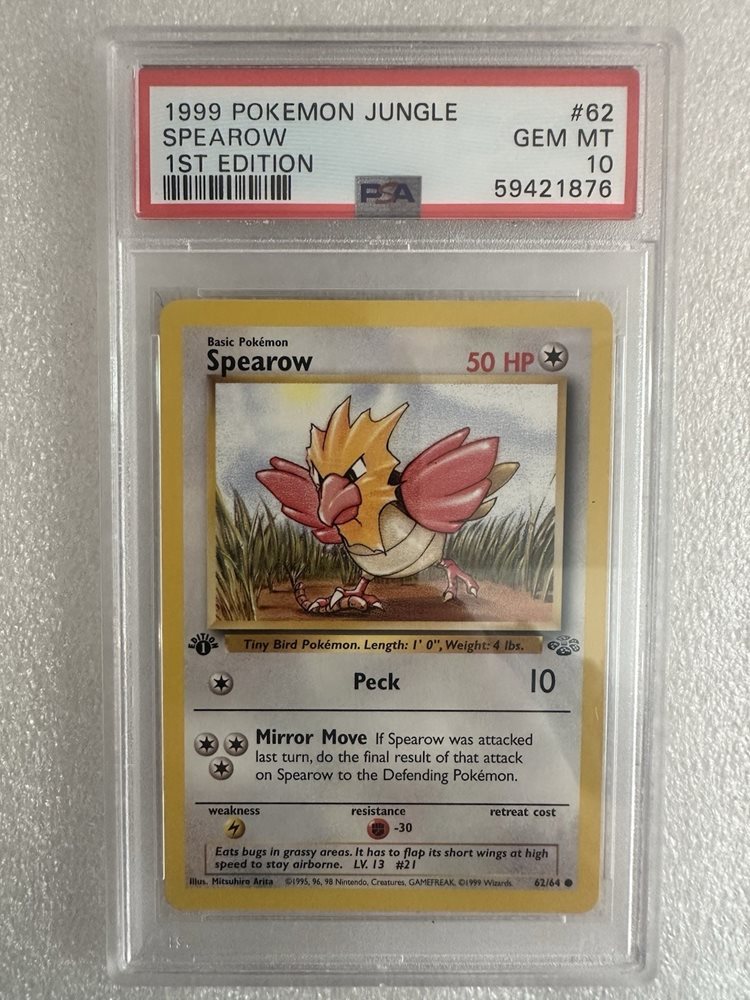 1999 POKEMON JUNGLE #62
SPEAROW GEM MT
1ST EDITION 10
PSA 59421876
Basic Pokémon
Spearow 50 HP
EDITION 1
Tiny Bird Pokémon. Length: 1' 0", Weight: 4 lbs.
Peck 10
Mirror Move If Spearow was attacked
last turn, do the final result of that attack
on Spearow to the Defending Pokémon.
weakness resistance retreat cost
-30
Eats bugs in grassy areas. It has to flap its short wings at high
speed to stay airborne. LV. 13 #21
Illus. Mitsuhiro Arita ©1995, 96, 98 Nintendo, Creatures, GAMEFREAK. ©1999 Wizards. 62/64